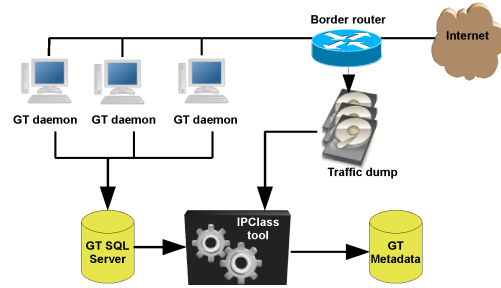 Border router
Internet
GT daemon
GT daemon
GT daemon
Traffic dump
GT SQL
Server
IPClass
tool
GT
Metadata